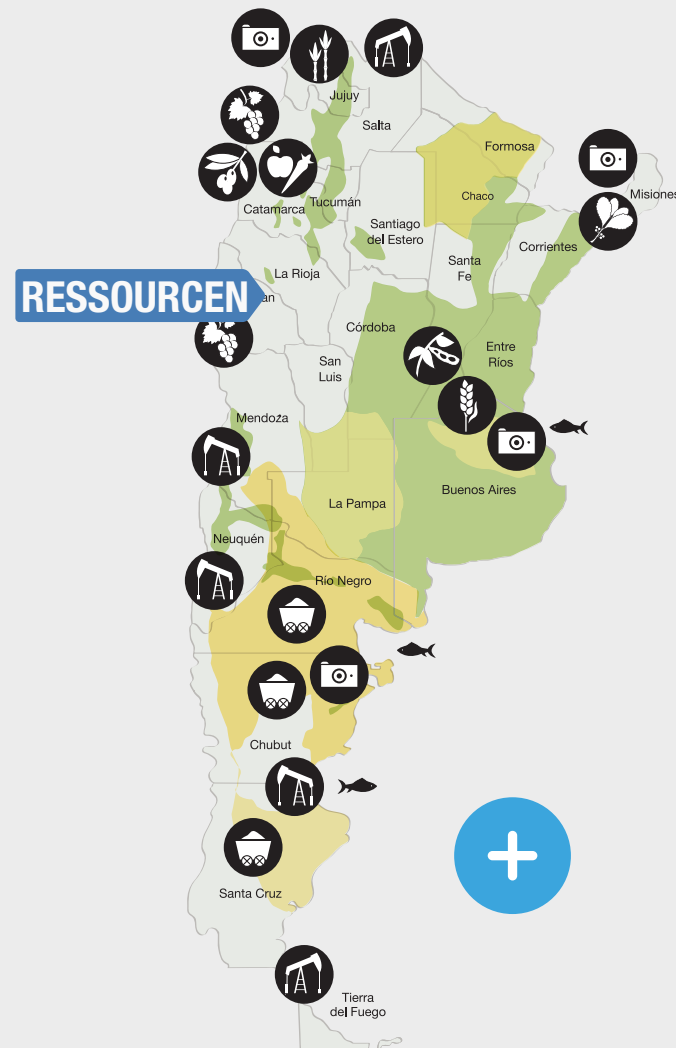 Jujuy
Salta
Formosa
Chaco
Misiones
Catamarca
Tucumán
Santiago
del Estero
Corrientes
Santa
Fe
La Rioja
RESSOURCEN
an
Córdoba
San
Luis
Entre
Ríos
Mendoza
La Pampa
Buenos Aires
Neuquén
Río Negro
Chubut
Santa Cruz
Tierra
del Fuego